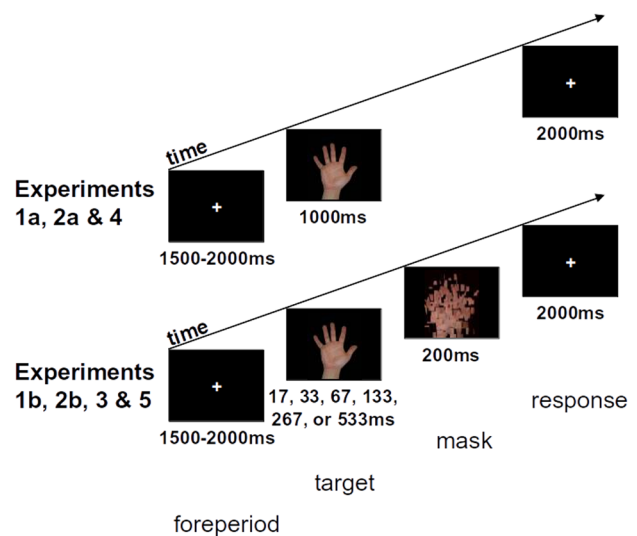 time
2000ms
Experiments
1a, 2a & 4
1000ms
1500-2000ms
time
2000ms
200ms
Experiments
1b, 2b, 3 & 5
17, 33, 67, 133,
267, or 533ms
1500-2000ms
response
mask
target
foreperiod